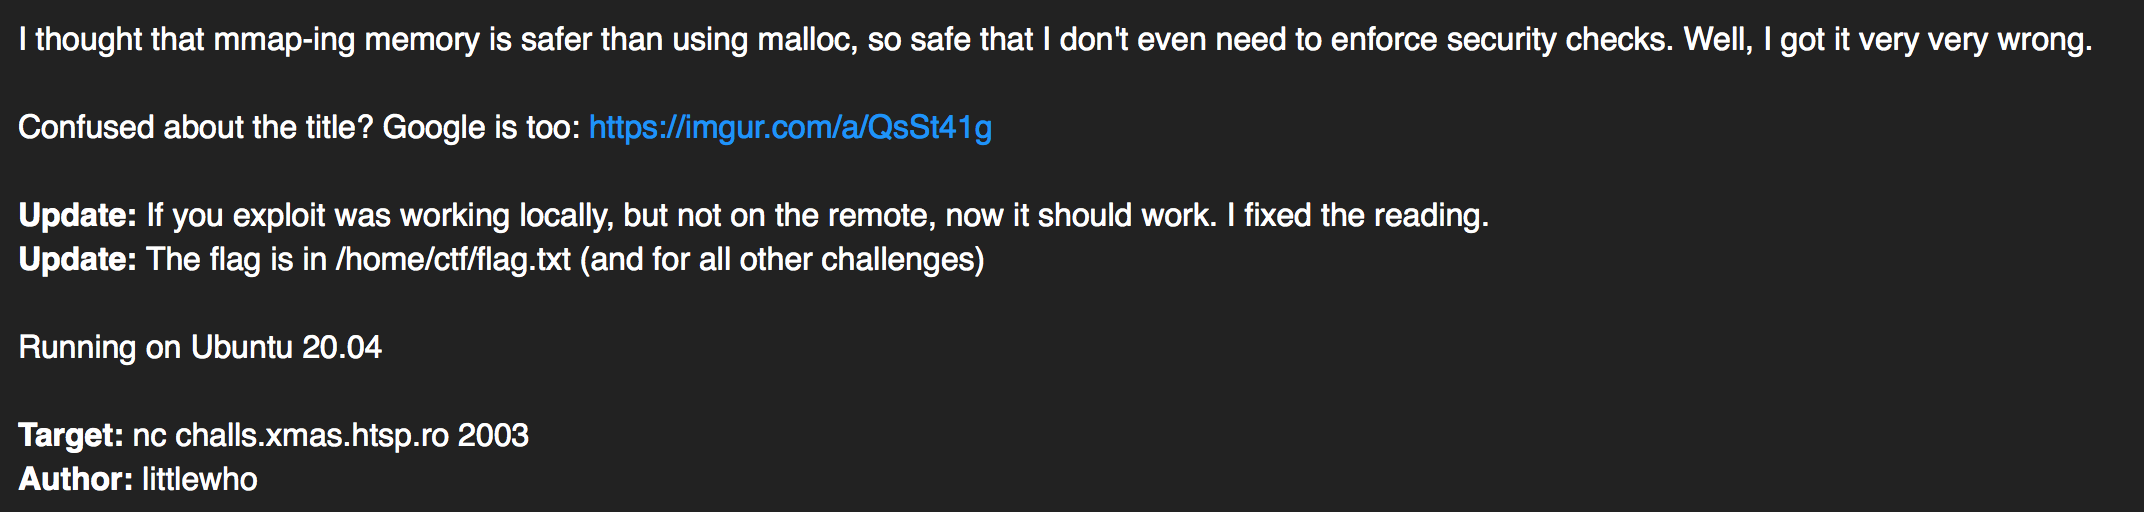 I thought that mmap-ing memory is safer than using malloc, so safe that I don't even need to enforce security checks. Well, I got it very very wrong.
Confused about the title? Google is too: https://imgur.com/a/QsSt41g
Update: If you exploit was working locally, but not on the remote, now it should work. I fixed the reading.
Update: The flag is in /home/ctf/flag.txt (and for all other challenges)
Running on Ubuntu 20.04
Target: nc challs.xmas.htsp.ro 2003
Author: littlewho